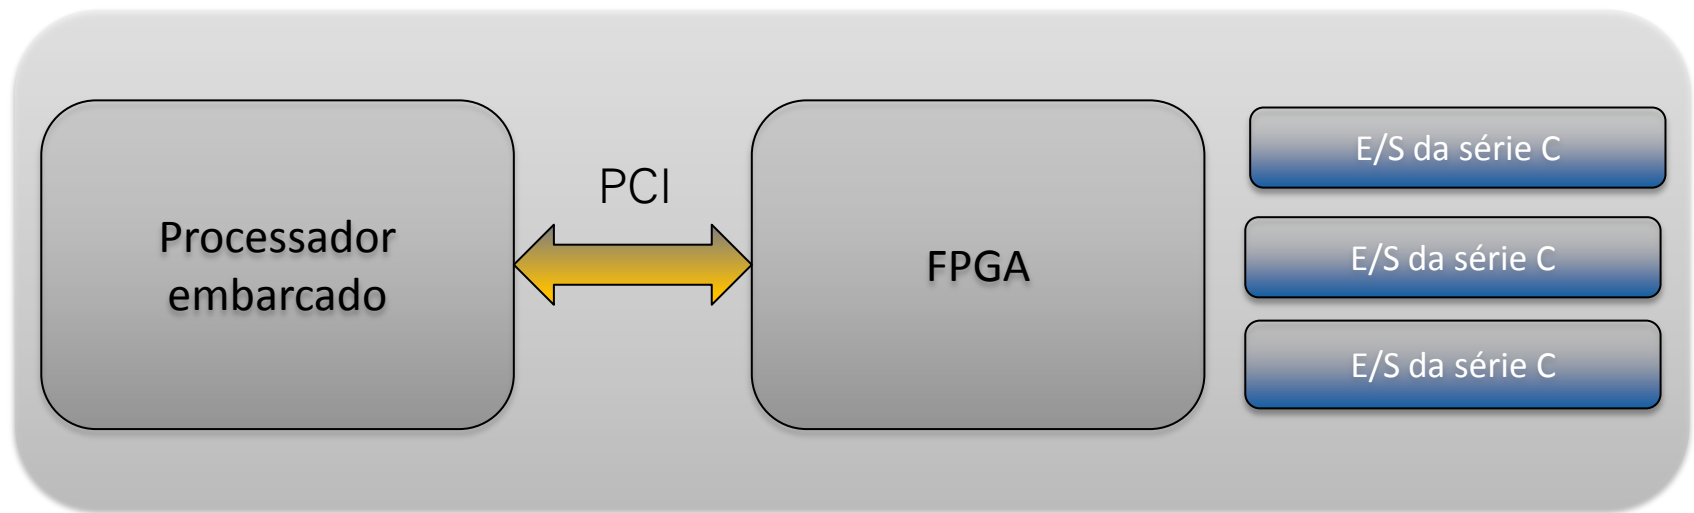 Processador
embarcado
PCI
FPGA
E/S da série C
E/S da série C
E/S da série C